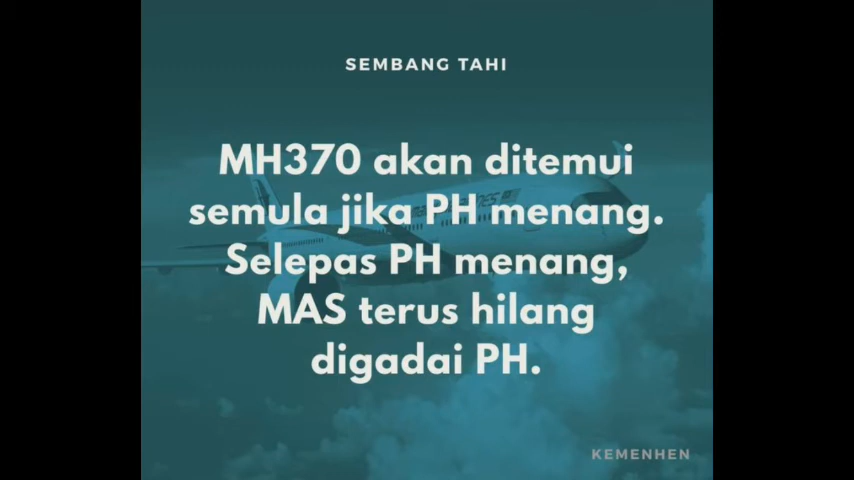 SEMBANG TAHI
MH370 akan ditemui
semula jika PH menang.
Selepas PH menang,
MAS terus hilang
digadai PH.
KEMENHEN